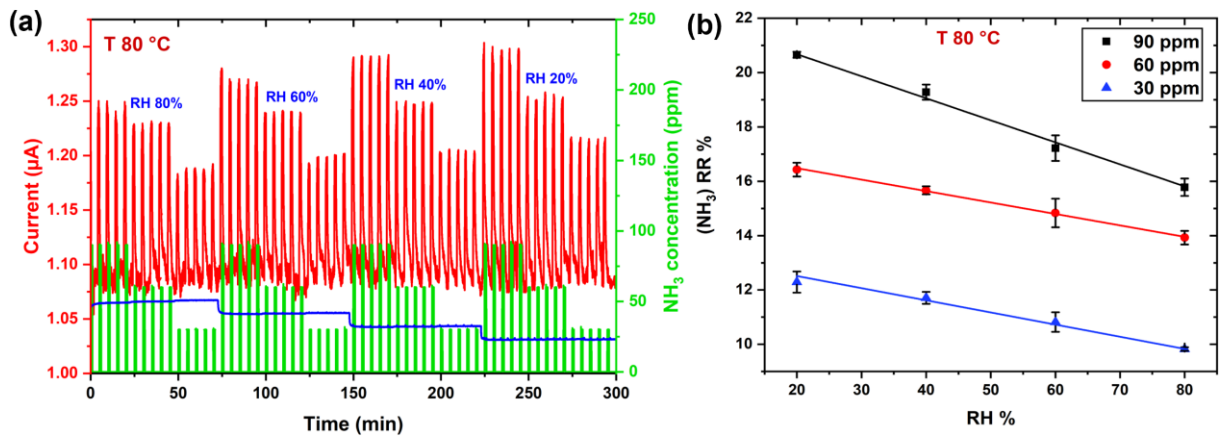 (a)
T 80 °C
RH 80%
RH 60%
RH 40%
RH 20%
Current (µA)
1.30
1.25
1.20
1.15
1.10
1.05
1.00
NH₃ concentration (ppm)
250
200
150
100
50
0
0 50 100 150 200 250 300
Time (min)
(b)
T 80 °C
90 ppm
60 ppm
30 ppm
(NH₃) RR %
22
20
18
16
14
12
10
20 30 40 50 60 70 80
RH %